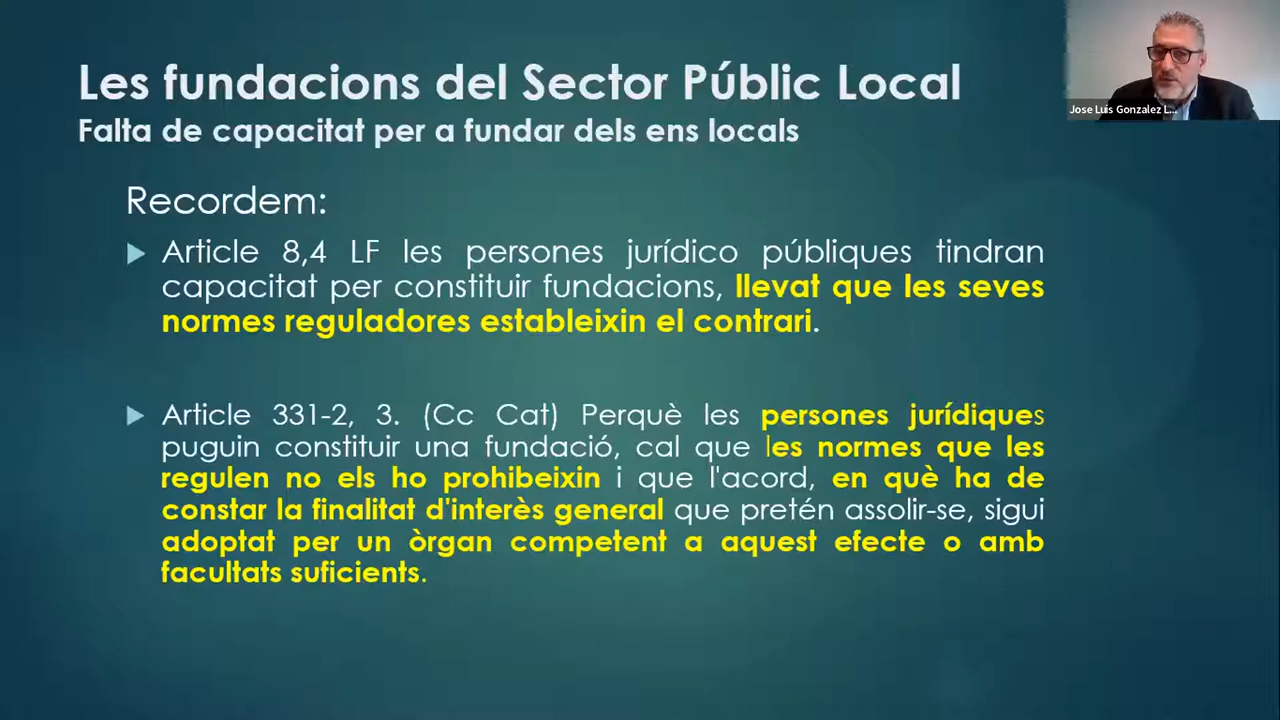 Les fundacions del Sector Públic Local
Falta de capacitat per a fundar dels ens locals
Jose Luis Gonzalez L...
Recordem:
Article 8,4 LF les persones jurídico públiques tindran
capacitat per constituir fundacions, llevat que les seves
normes reguladores estableixin el contrari.
Article 331-2, 3. (Cc Cat) Perquè les persones jurídiques
puguin constituir una fundació, cal que les normes que les
regulen no els ho prohibeixin i que l'acord, en què ha de
constar la finalitat d'interès general que pretén assolir-se, sigui
adoptat per un òrgan competent a aquest efecte o amb
facultats suficients.